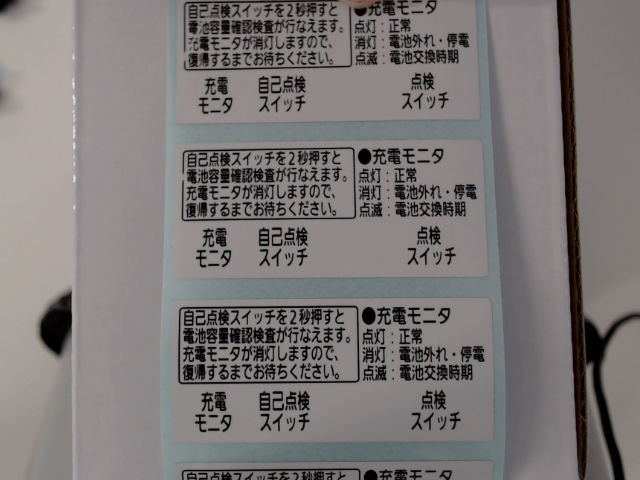 自己点検スイッチを2秒押すと
電池容量確認検査が行なえます。
充電モニタが消灯しますので、
復帰するまでお待ちください。
●充電モニタ
点灯:正常
消灯:電池外れ・停電
点滅:電池交換時期
充電 自己点検 点検
モニタ スイッチ スイッチ
自己点検スイッチを2秒押すと
電池容量確認検査が行なえます。
充電モニタが消灯しますので、
復帰するまでお待ちください。
●充電モニタ
点灯:正常
消灯:電池外れ・停電
点滅:電池交換時期
充電 自己点検 点検
モニタ スイッチ スイッチ
自己点検スイッチを2秒押すと
電池容量確認検査が行なえます。
充電モニタが消灯しますので、
復帰するまでお待ちください。
●充電モニタ
点灯:正常
消灯:電池外れ・停電
点滅:電池交換時期
充電 自己点検 点検
モニタ スイッチ スイッチ
自己点検スイッチを2秒押すと
●充電モニタ